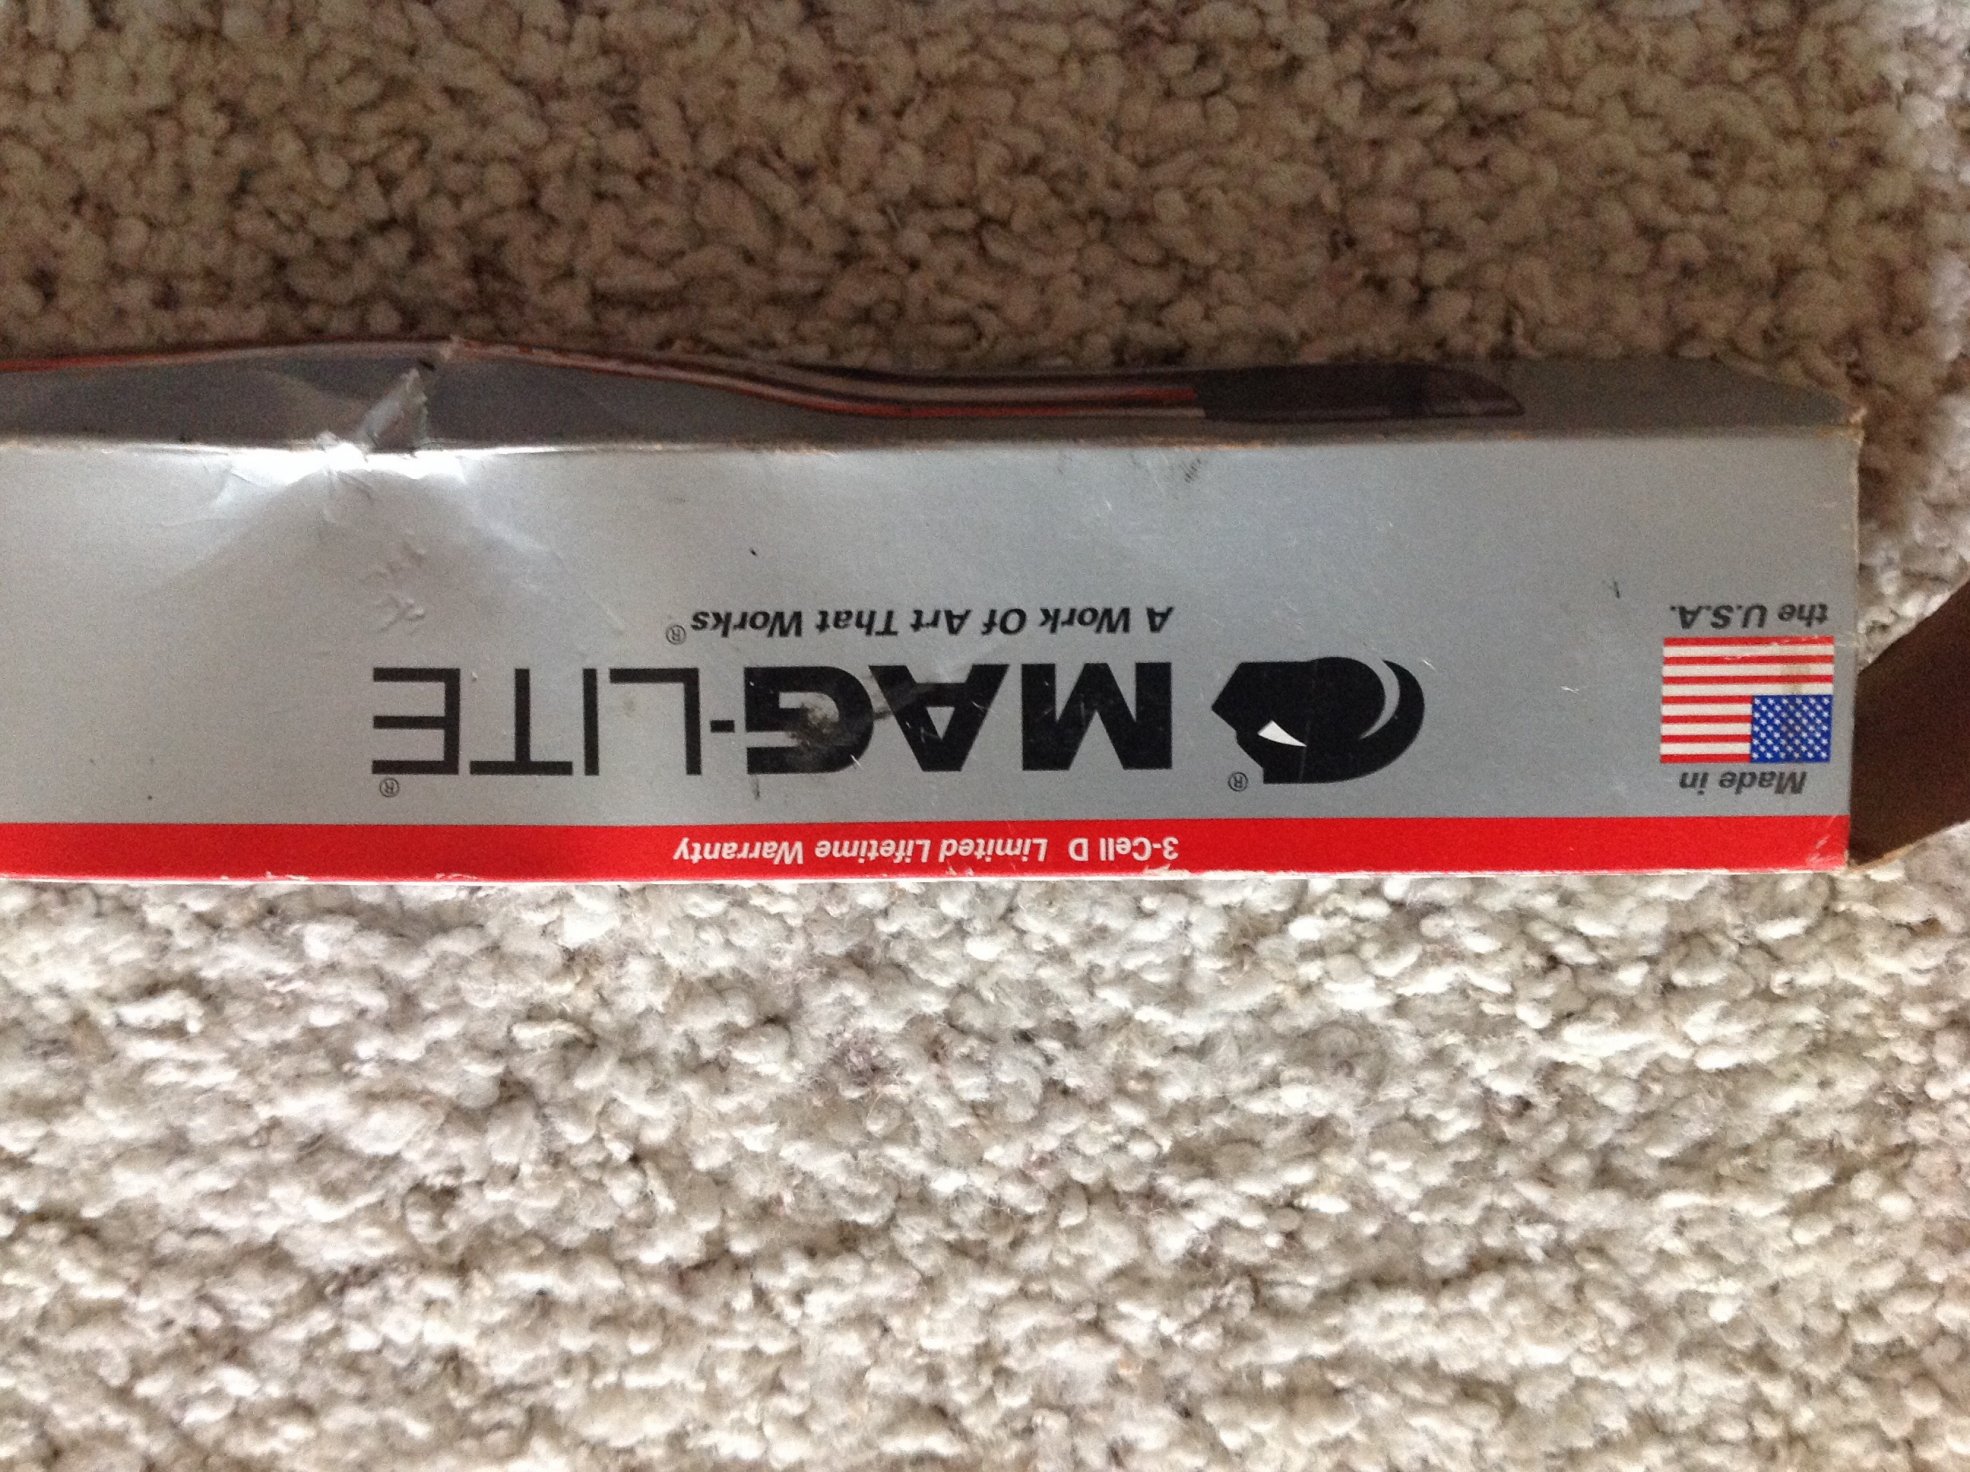 3-Cell D Limited Lifetime Warranty
Made in
the U.S.A.
® MAG-LITE®
A Work Of Art That Works®